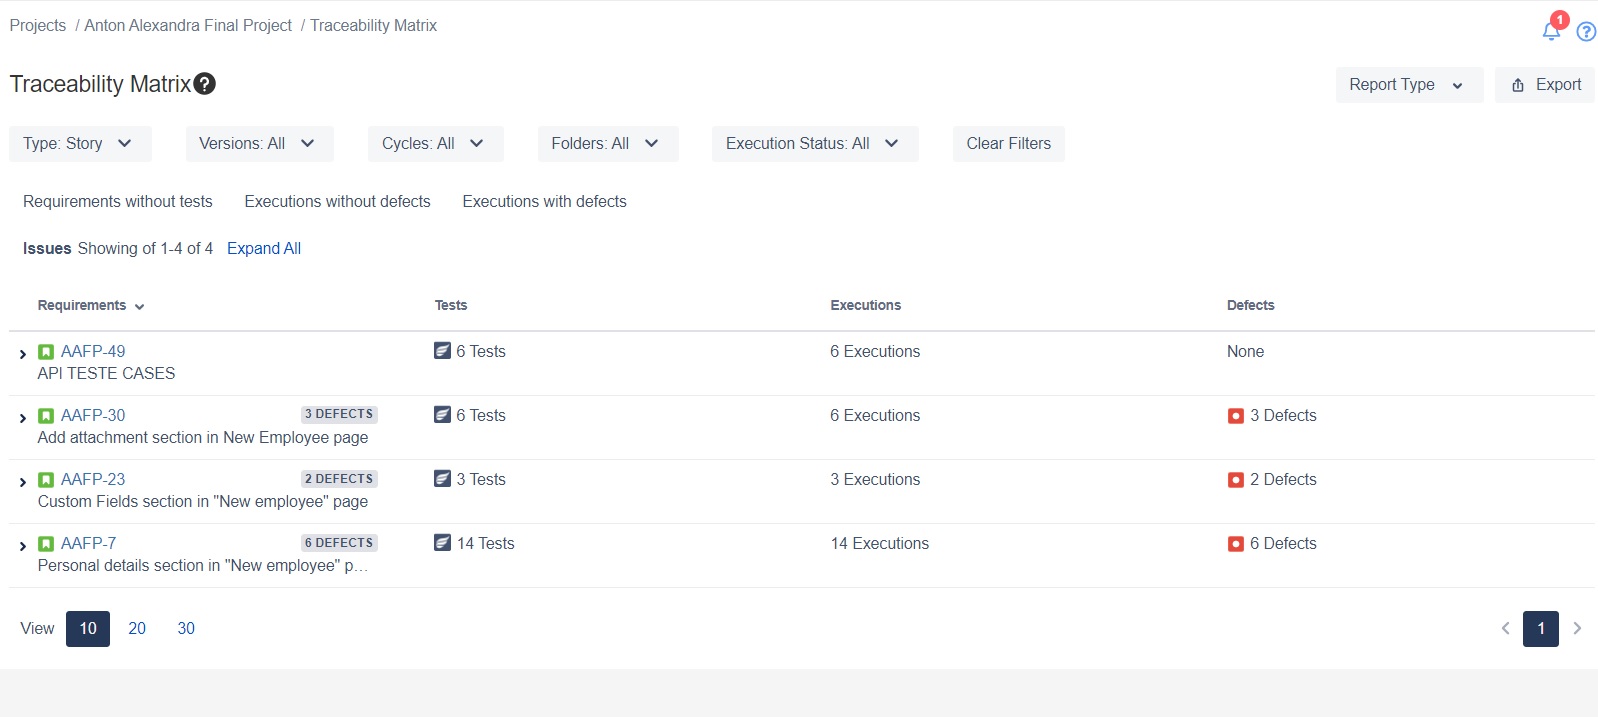 Projects / Anton Alexandra Final Project / Traceability Matrix
1
?
Traceability Matrix ?
Report Type
Export
Type: Story
Versions: All
Cycles: All
Folders: All
Execution Status: All
Clear Filters
Requirements without tests
Executions without defects
Executions with defects
Issues Showing of 1-4 of 4 Expand All
Requirements Tests Executions Defects
AAFP-49 6 Tests 6 Executions None
API TESTE CASES
AAFP-30 3 DEFECTS 6 Tests 6 Executions 3 Defects
Add attachment section in New Employee page
AAFP-23 2 DEFECTS 3 Tests 3 Executions 2 Defects
Custom Fields section in "New employee" page
AAFP-7 6 DEFECTS 14 Tests 14 Executions 6 Defects
Personal details section in "New employee" p...
View 10 20 30
1